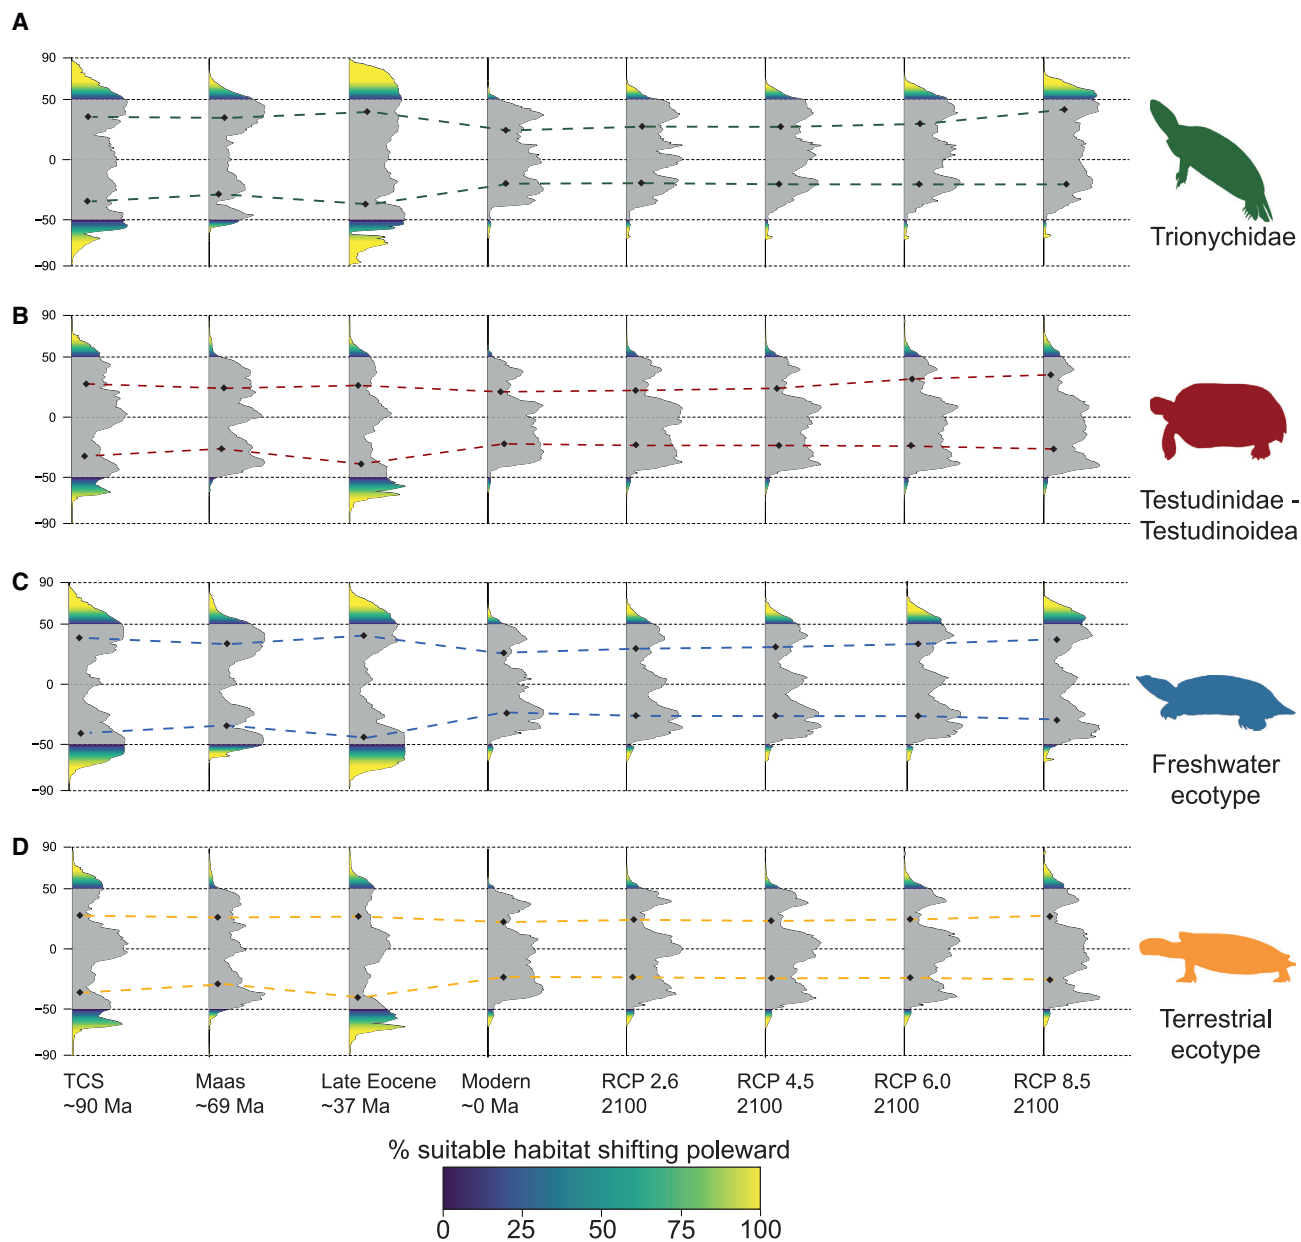 A
90
50
0
−50
−90
Trionychidae
B
90
50
0
−50
−90
Testudinidae -
Testudinoidea
C
90
50
0
−50
−90
Freshwater
ecotype
D
90
50
0
−50
−90
Terrestrial
ecotype
TCS Maas Late Eocene Modern RCP 2.6 RCP 4.5 RCP 6.0 RCP 8.5
~90 Ma ~69 Ma ~37 Ma ~0 Ma 2100 2100 2100 2100
% suitable habitat shifting poleward
0 25 50 75 100